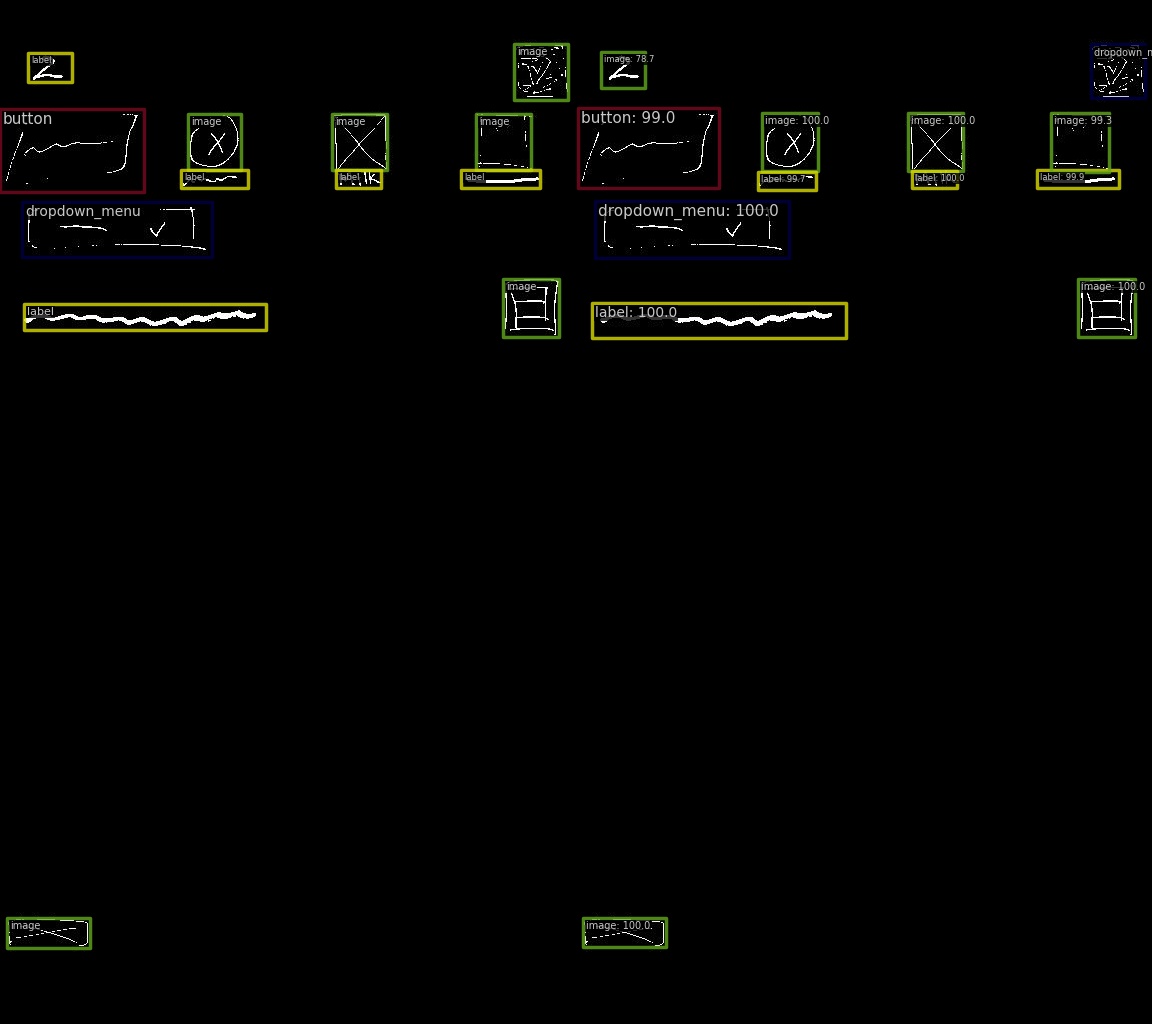 label image image: 78.7 dropdown_m
button image image image button: 99.0 image: 100.0 image: 100.0 image: 99.3
label label label label: 99.7 label: 100.0 label: 99.9
dropdown_menu dropdown_menu: 100.0
image image: 100.0
label label: 100.0
image image: 100.0